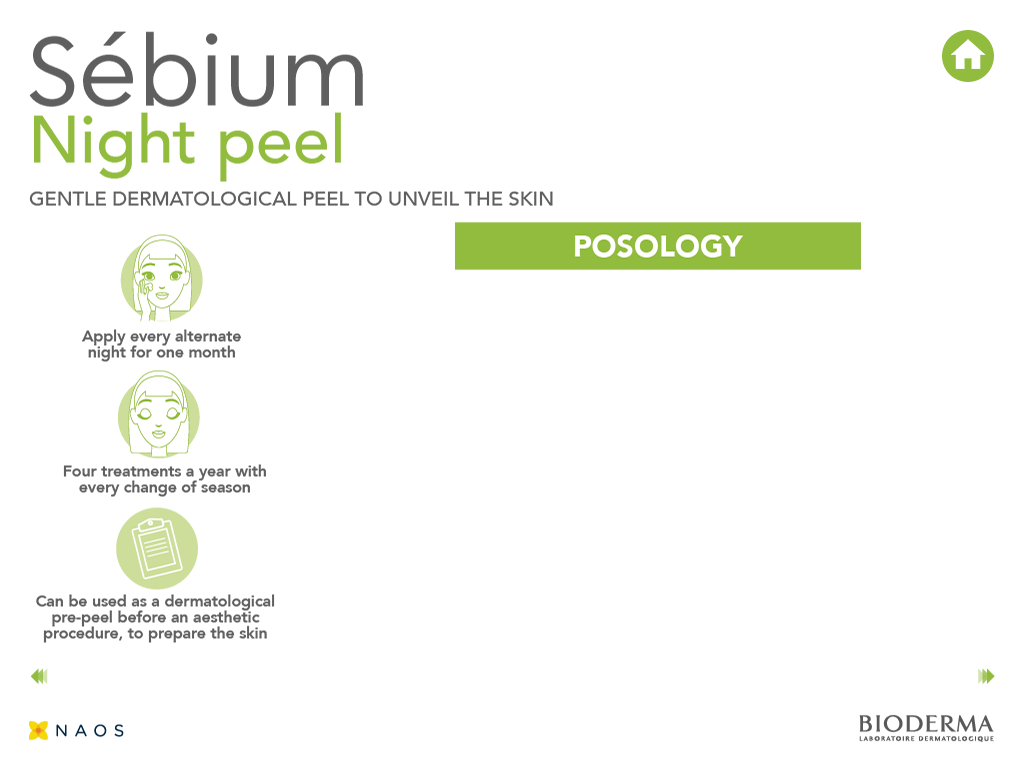 Sébium
Night peel
GENTLE DERMATOLOGICAL PEEL TO UNVEIL THE SKIN
POSOLOGY
Apply every alternate
night for one month
Four treatments a year with
every change of season
Can be used as a dermatological
pre-peel before an aesthetic
procedure, to prepare the skin
NAOS
BIODERMA
LABORATOIRE DERMATOLOGIQUE